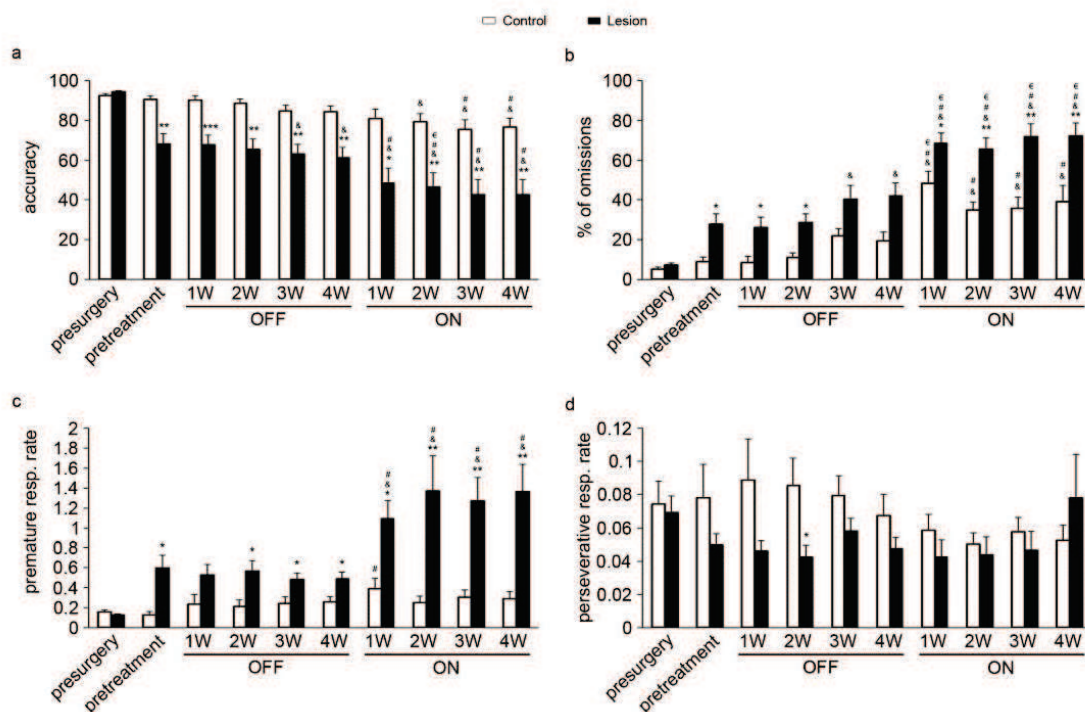 Control Lesion
a
accuracy
100
80
60
40
20
0
** *** ** & ** & ** # & * & € # & ** # & # & ** # & # & **
presurgery pretreatment 1W 2W 3W 4W 1W 2W 3W 4W
OFF ON
b
% of omissions
100
80
60
40
20
0
* * * & & € # & € # & * # & € # & ** # & € # & ** # & € # & **
presurgery pretreatment 1W 2W 3W 4W 1W 2W 3W 4W
OFF ON
c
premature resp. rate
2
1.8
1.6
1.4
1.2
1
0.8
0.6
0.4
0.2
0
* * * * # # & * # & ** # & ** # & **
presurgery pretreatment 1W 2W 3W 4W 1W 2W 3W 4W
OFF ON
d
perseverative resp. rate
0.12
0.1
0.08
0.06
0.04
0.02
0
*
presurgery pretreatment 1W 2W 3W 4W 1W 2W 3W 4W
OFF ON